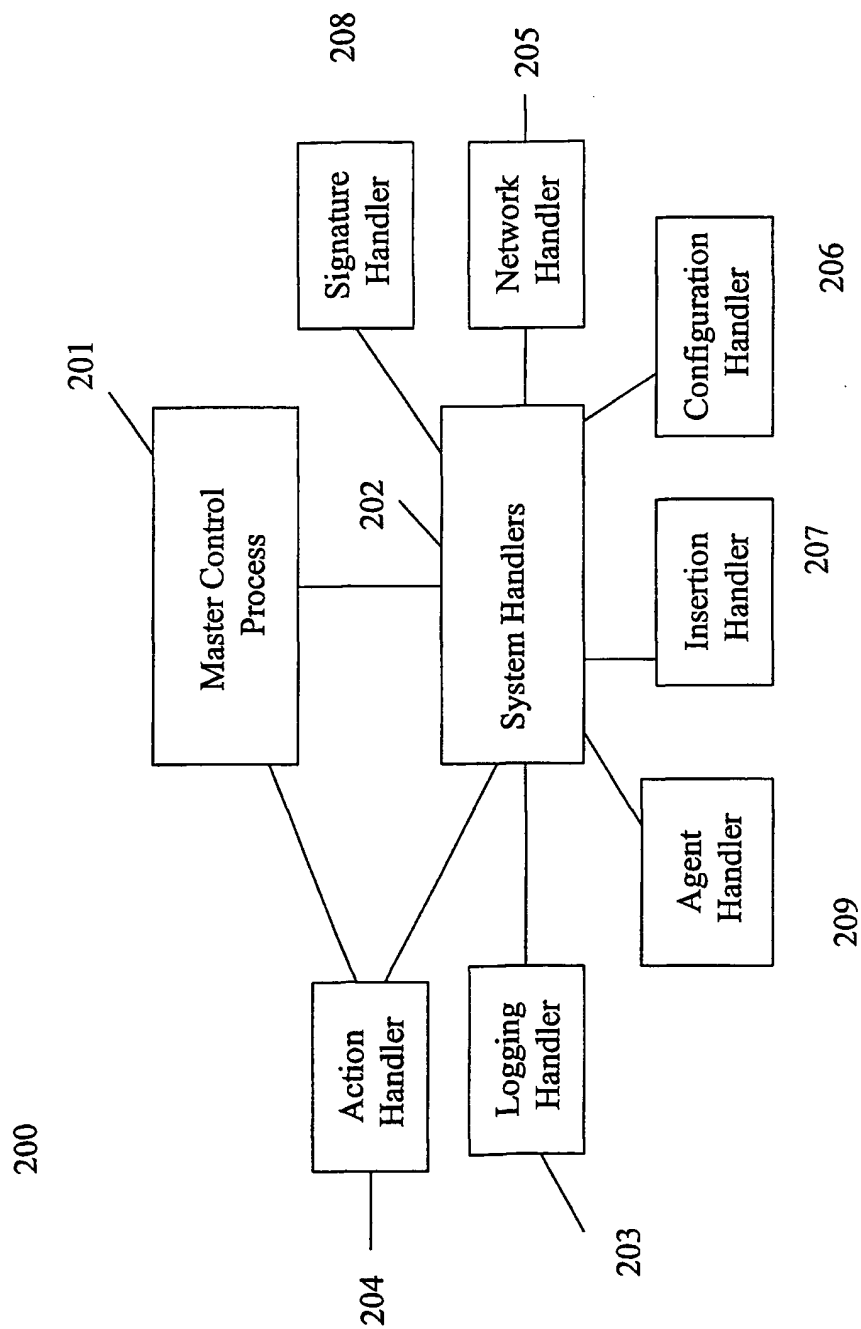 200
201
Master Control
Process
208
Signature
Handler
204
Action
Handler
202
System Handlers
205
Network
Handler
203
Logging
Handler
209
Agent
Handler
207
Insertion
Handler
206
Configuration
Handler